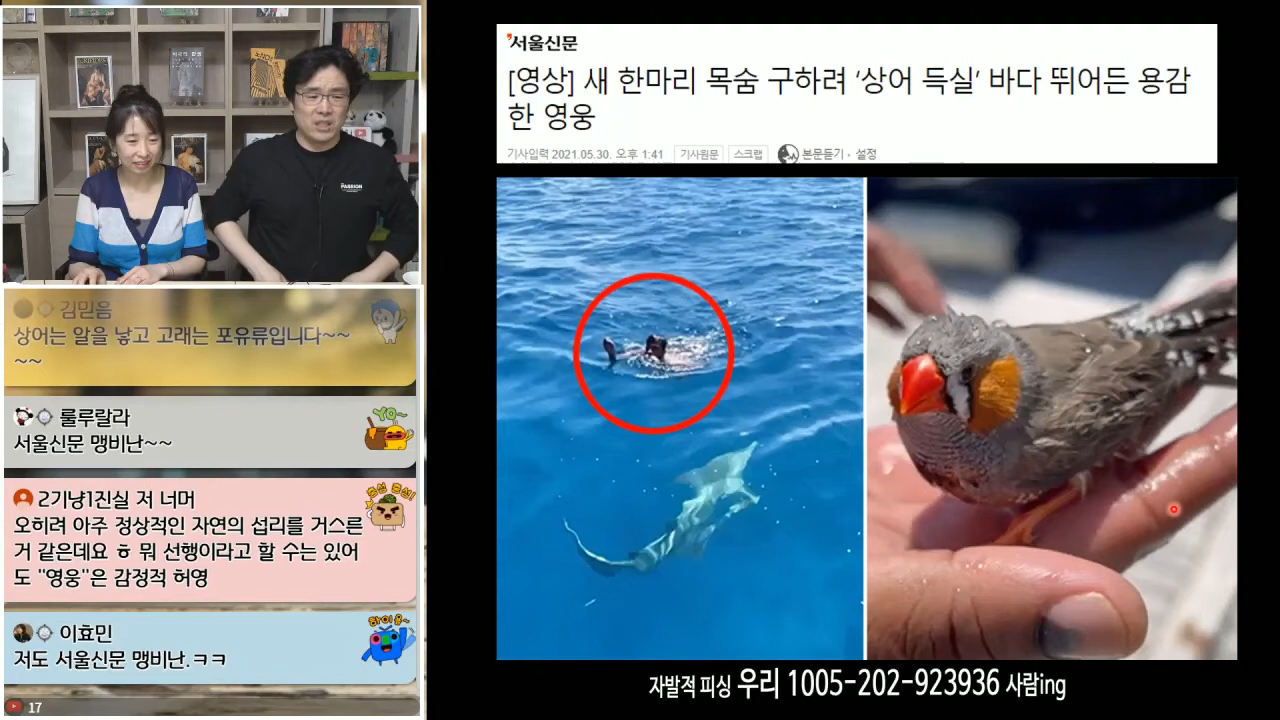 서울신문
[영상] 새 한마리 목숨 구하려 ‘상어 득실’ 바다 뛰어든 용감
한 영웅
기사입력 2021.05.30. 오후 1:41 기사원문 스크랩 본문듣기 · 설정
PASSION
김믿음
상어는 알을 낳고 고래는 포유류입니다~~
~~
룰루랄라
서울신문 맹비난~~
YO~
2기냥1진실 저 너머
오히려 아주 정상적인 자연의 섭리를 거스른
거 같은데요 ㅎ 뭐 선행이라고 할 수는 있어
도 "영웅"은 감정적 허영
이효민
저도 서울신문 맹비난.ㅋㅋ
하이용~
17
자발적 피싱 우리 1005-202-923936 사람ing